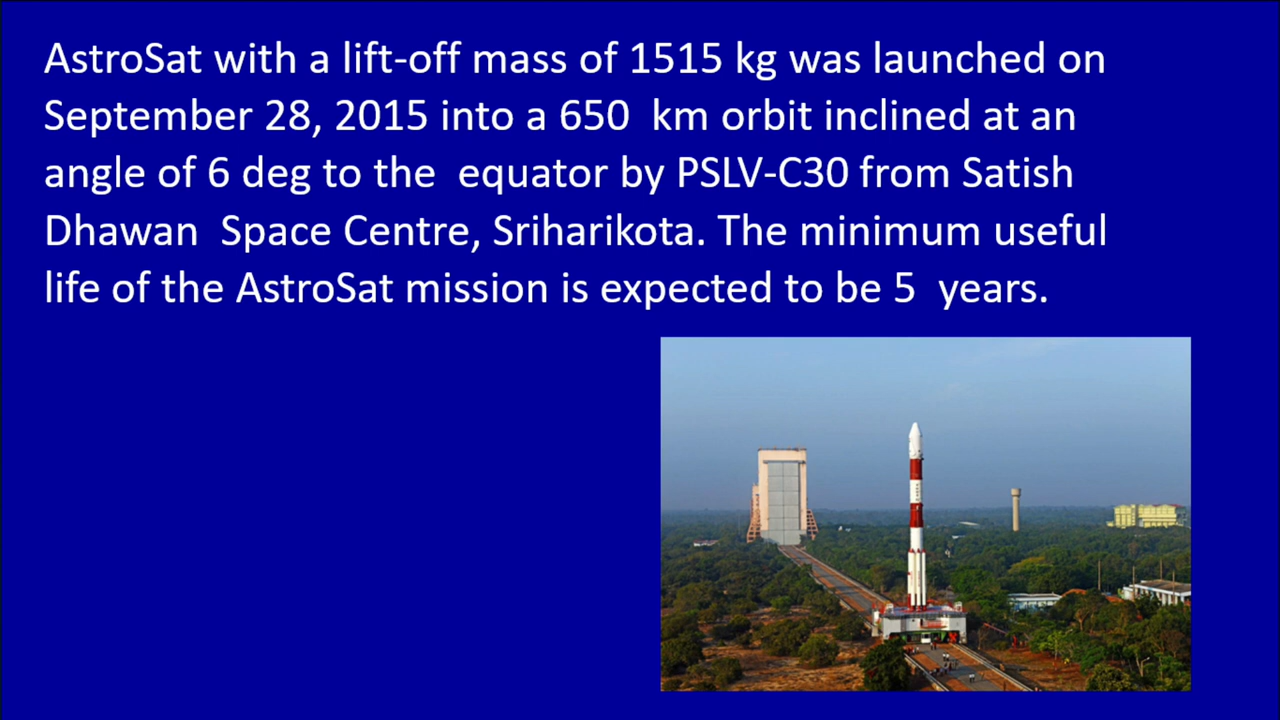 AstroSat with a lift-off mass of 1515 kg was launched on
September 28, 2015 into a 650  km orbit inclined at an
angle of 6 deg to the  equator by PSLV-C30 from Satish
Dhawan  Space Centre, Sriharikota. The minimum useful
life of the AstroSat mission is expected to be 5  years.